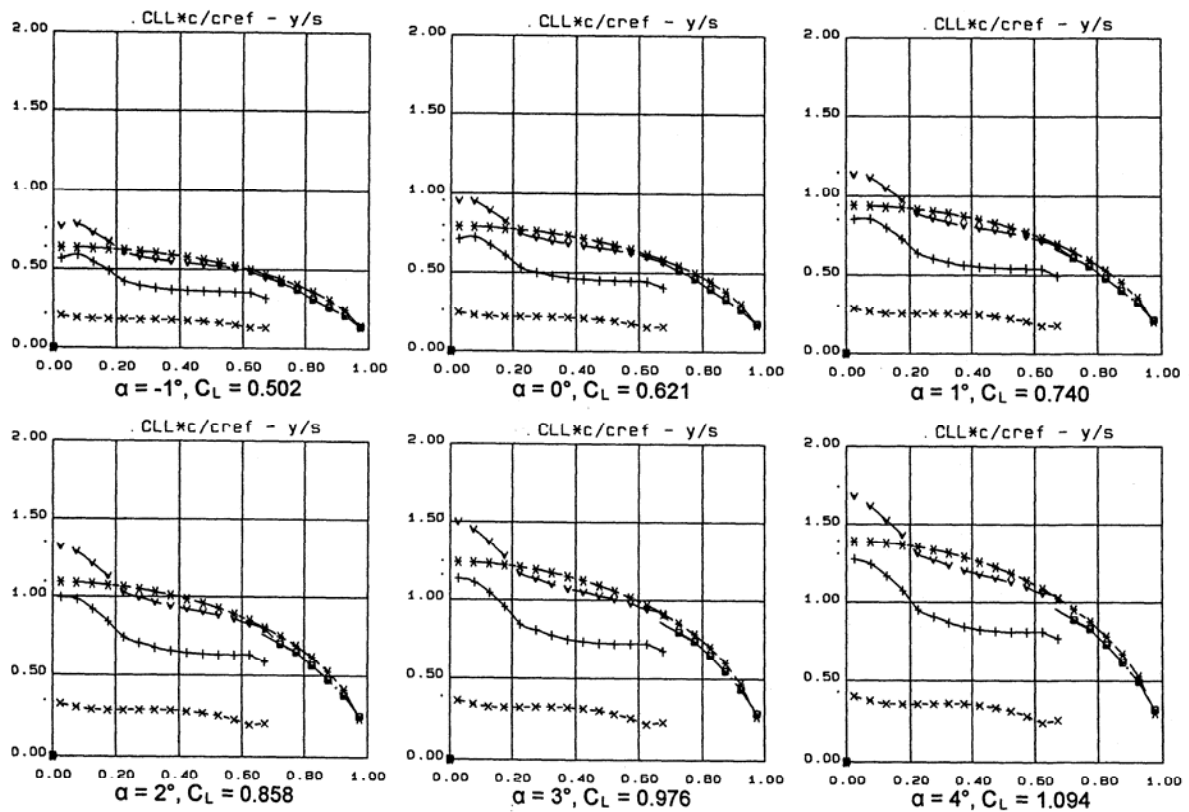 . CLL*c/cref - y/s
2.00
1.50
1.00
0.50
0.00
0.00 0.20 0.40 0.60 0.80 1.00
α = -1°, CL = 0.502
. CLL*c/cref - y/s
2.00
1.50
1.00
0.50
0.00
0.00 0.20 0.40 0.60 0.80 1.00
α = 0°, CL = 0.621
. CLL*c/cref - y/s
2.00
1.50
1.00
0.50
0.00
0.00 0.20 0.40 0.60 0.80 1.00
α = 1°, CL = 0.740
. CLL*c/cref - y/s
2.00
1.50
1.00
0.50
0.00
0.00 0.20 0.40 0.60 0.80 1.00
α = 2°, CL = 0.858
. CLL*c/cref - y/s
2.00
1.50
1.00
0.50
0.00
0.00 0.20 0.40 0.60 0.80 1.00
α = 3°, CL = 0.976
. CLL*c/cref - y/s
2.00
1.50
1.00
0.50
0.00
0.00 0.20 0.40 0.60 0.80 1.00
α = 4°, CL = 1.094